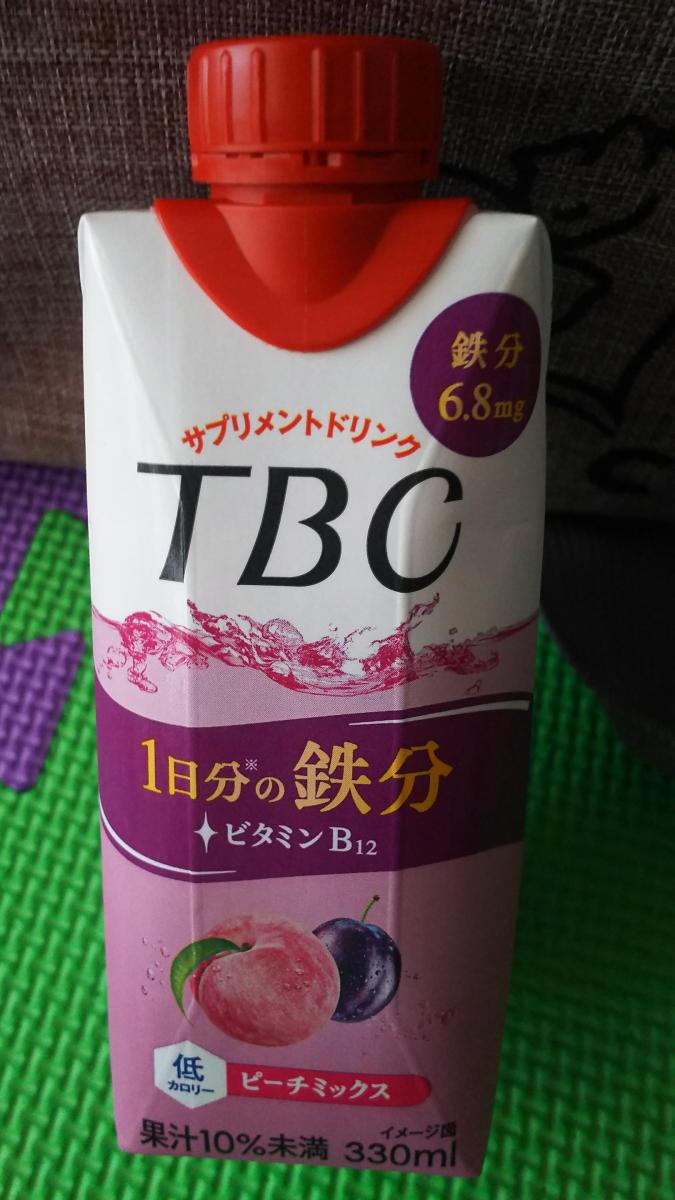 鉄分
6.8mg
サプリメントドリンク
TBC
1日分※の鉄分
ビタミンB12
低
カロリー
ピーチミックス
イメージ図
果汁10%未満 330ml